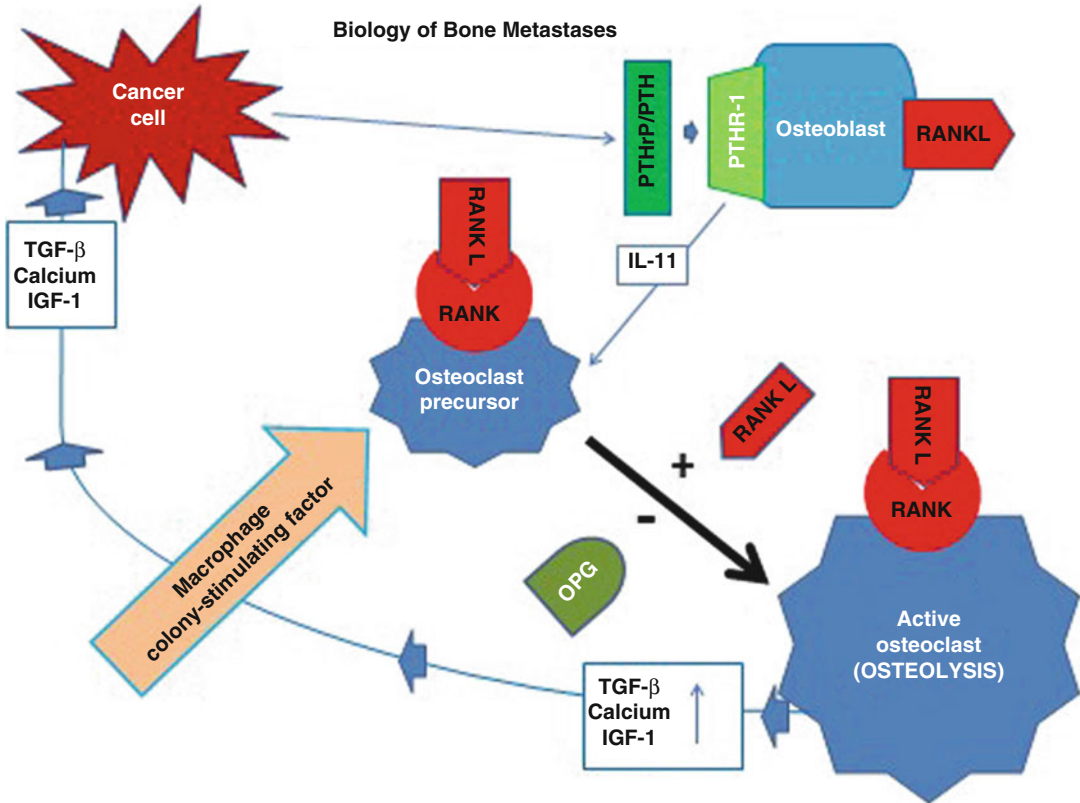 Biology of Bone Metastases
Cancer
cell
PTHrP/PTH
PTHR-1
Osteoblast
RANKL
TGF-β
Calcium
IGF-1
RANK L
RANK
IL-11
Osteoclast
precursor
RANK L
+
-
RANK L
RANK
Macrophage
colony-stimulating factor
OPG
Active
osteoclast
(OSTEOLYSIS)
TGF-β
Calcium
IGF-1